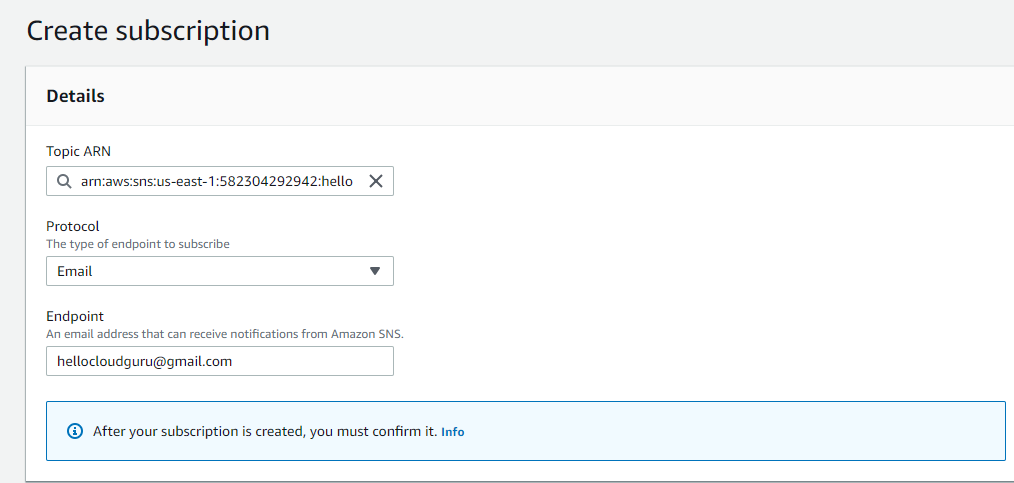 Create subscription
Details
Topic ARN
arn:aws:sns:us-east-1:582304292942:hello
Protocol
The type of endpoint to subscribe
Email
Endpoint
An email address that can receive notifications from Amazon SNS.
hellocloudguru@gmail.com
After your subscription is created, you must confirm it. Info